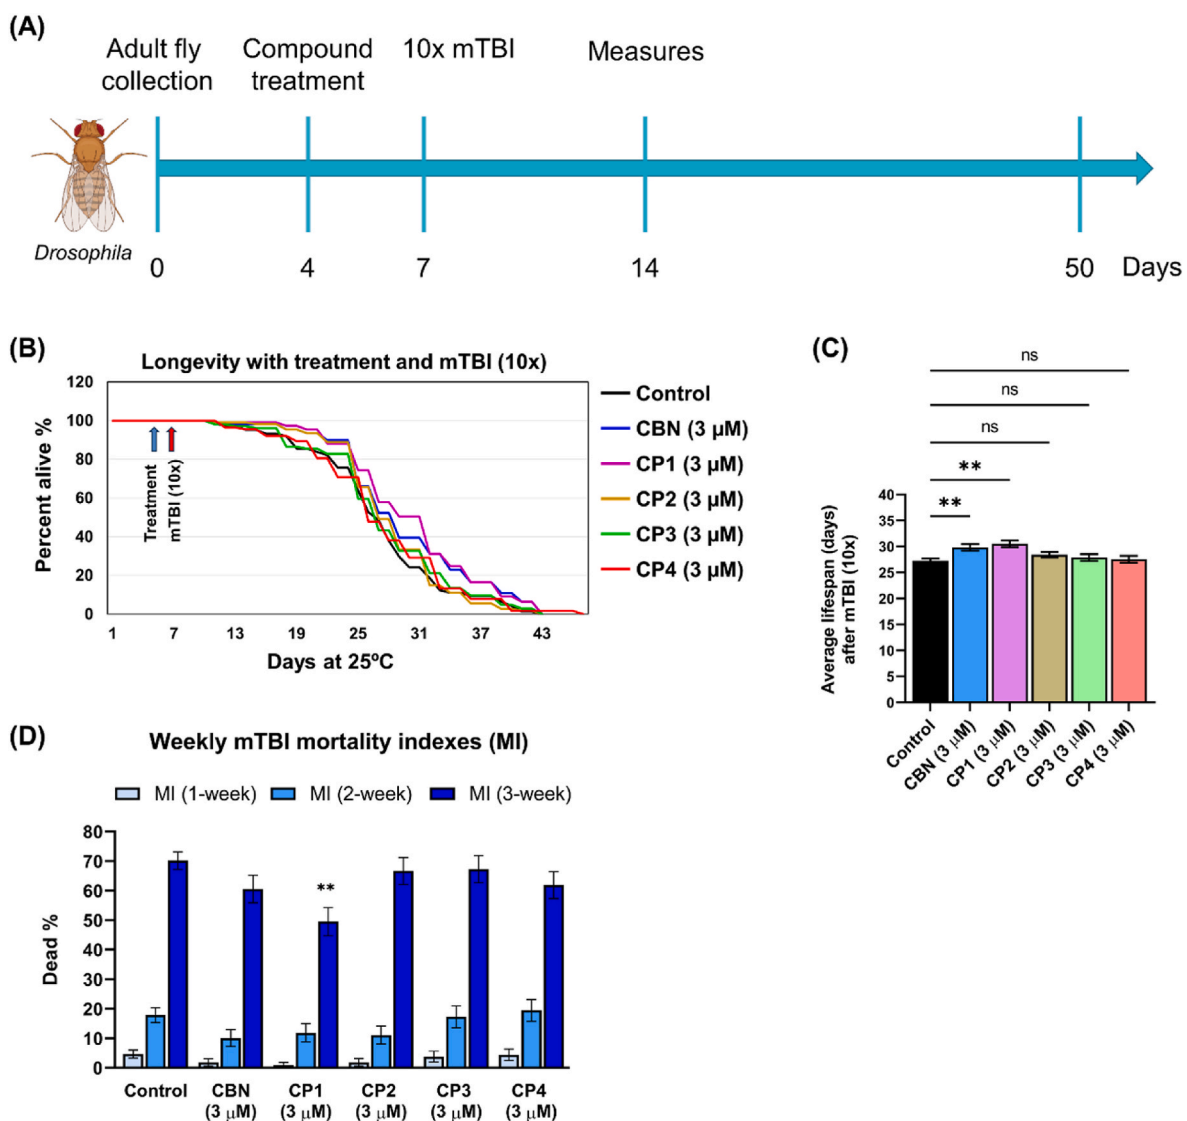 (A)
Adult fly
collection
Compound
treatment
10x mTBI
Measures
Drosophila
0
4
7
14
50
Days
(B)
Longevity with treatment and mTBI (10x)
Percent alive %
120
100
80
60
40
20
0
Treatment
mTBI (10x)
1
7
13
19
25
31
37
43
Days at 25ºC
Control
CBN (3 μM)
CP1 (3 μM)
CP2 (3 μM)
CP3 (3 μM)
CP4 (3 μM)
(C)
ns
ns
ns
**
**
Average lifespan (days)
after mTBI (10x)
40
35
30
25
20
15
10
5
0
Control
CBN (3 μM)
CP1 (3 μM)
CP2 (3 μM)
CP3 (3 μM)
CP4 (3 μM)
(D)
Weekly mTBI mortality indexes (MI)
MI (1-week)
MI (2-week)
MI (3-week)
Dead %
80
70
60
50
40
30
20
10
0
**
Control
CBN
(3 μM)
CP1
(3 μM)
CP2
(3 μM)
CP3
(3 μM)
CP4
(3 μM)